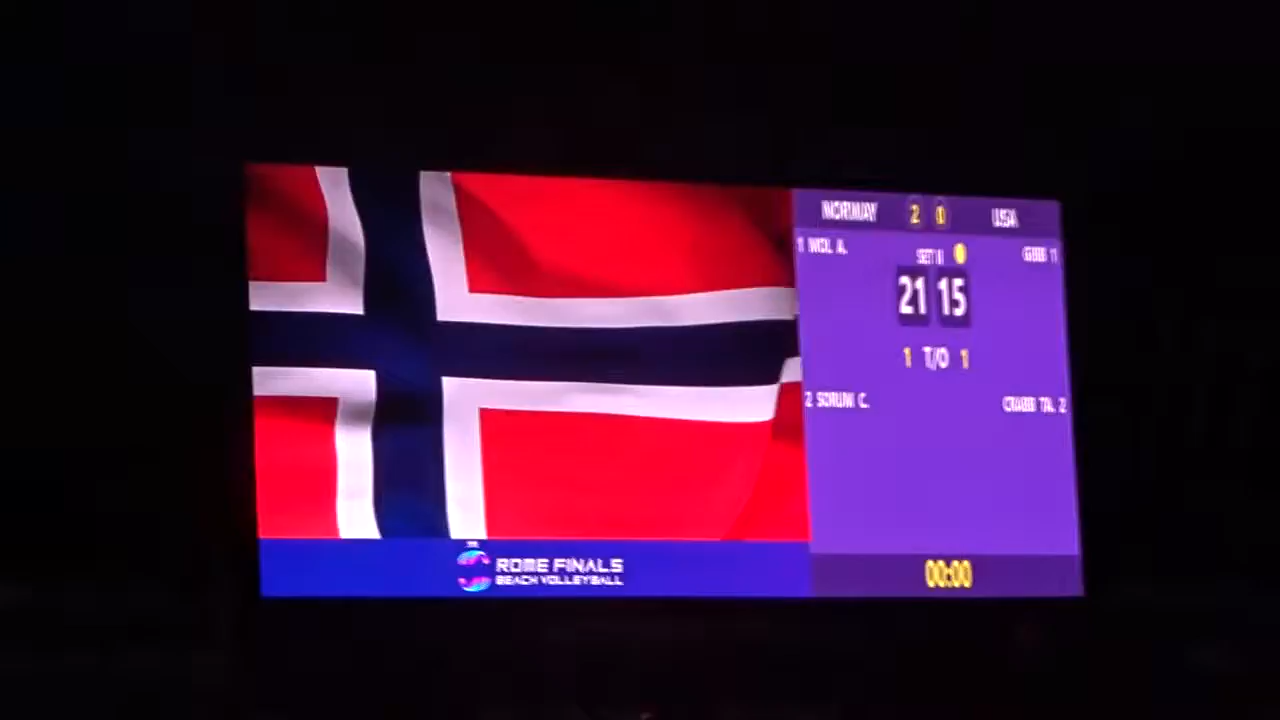 NORWAY 2 0 USA
1 MOL A. GIBB 1
SET II
21 15
1 T/O 1
2 SORUM C. CRABB TA. 2
ROME FINALS
BEACH VOLLEYBALL
00:00